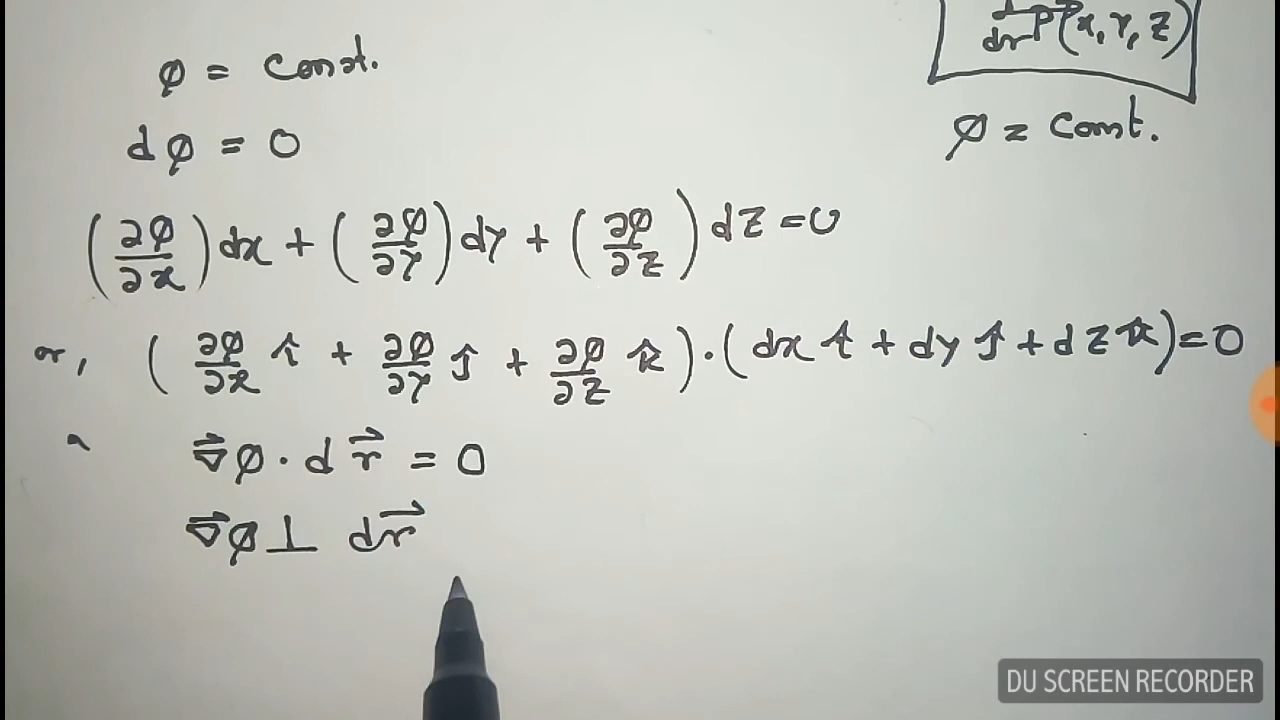 dr⃗ P(x, y, z)
φ = const.
φ = const.
dφ = 0
(∂φ/∂x)dx + (∂φ/∂y)dy + (∂φ/∂z)dz = 0
or, (∂φ/∂x î + ∂φ/∂y ĵ + ∂φ/∂z k̂)·(dx î + dy ĵ + dz k̂) = 0
∇⃗φ · dr⃗ = 0
∇⃗φ ⊥ dr⃗
DU SCREEN RECORDER